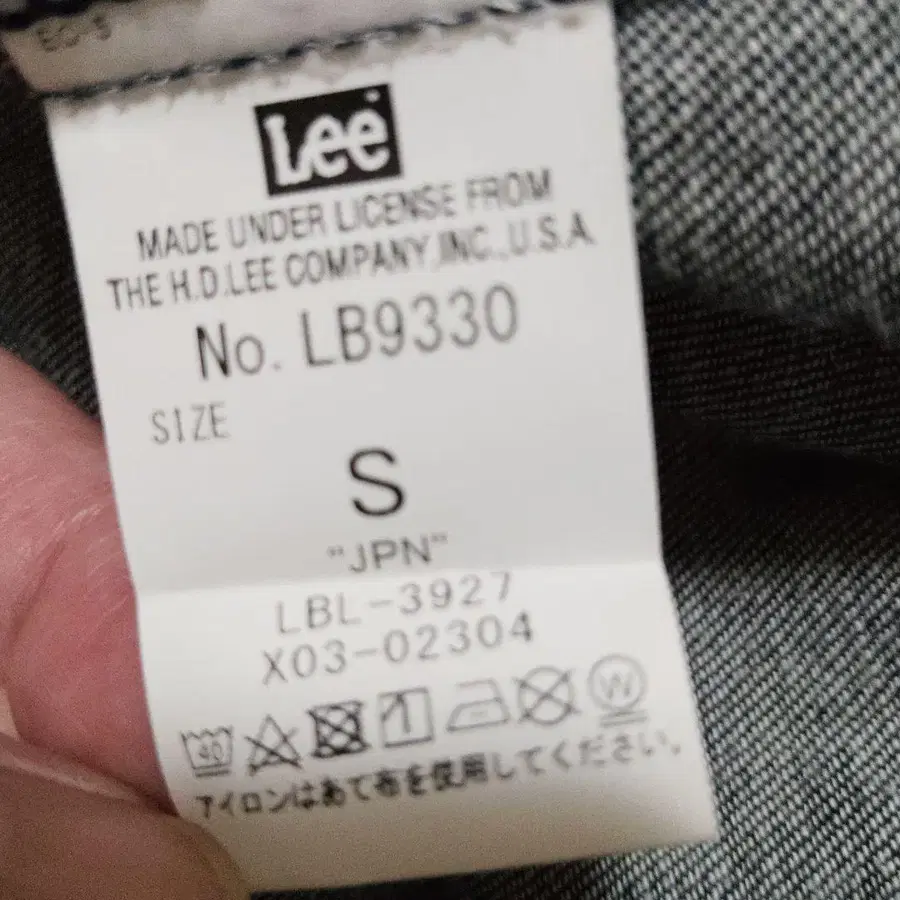 Lee
MADE UNDER LICENSE FROM
THE H.D.LEE COMPANY,INC.,U.S.A.
No. LB9330
SIZE
S
"JPN"
LBL-3927
X03-02304
40
W
アイロンはあて布を使用してください。